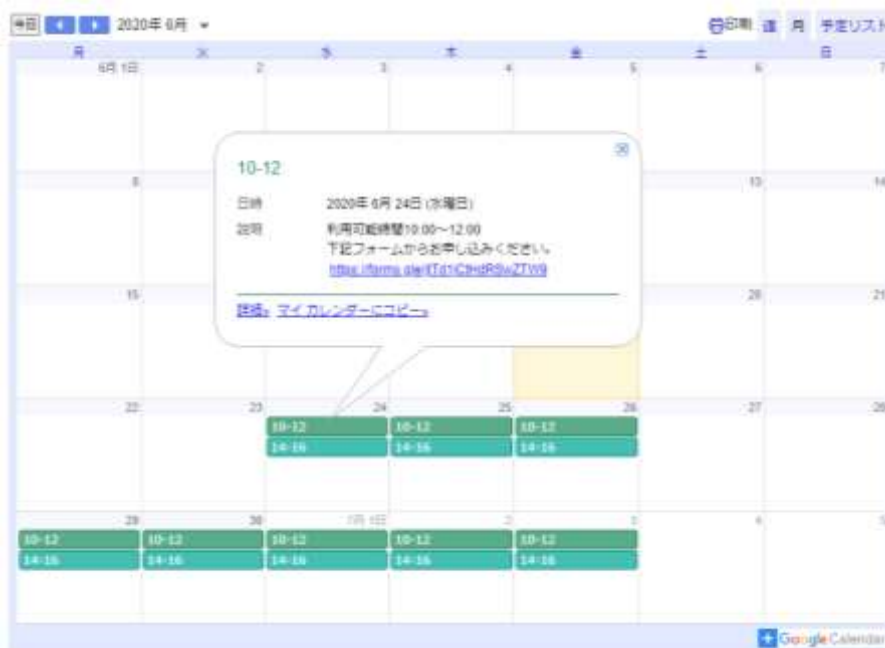 今日 2020年 6月 印刷 週 月 予定リスト
月 火 水 木 金 土 日
6月 1日 2 3 4 5 6 7
10-12
日時 2020年 6月 24日 (水曜日)
説明 利用可能時間10:00～12:00
下記フォームからお申し込みください。
詳細» マイ カレンダーにコピー»
8 13 14
15 20 21
22 23 24 25 26 27 28
10-12 10-12 10-12
14-16 14-16 14-16
29 30 7月 1日 2 3 4 5
10-12 10-12 10-12 10-12 10-12
14-16 14-16 14-16 14-16 14-16
Google Calendar